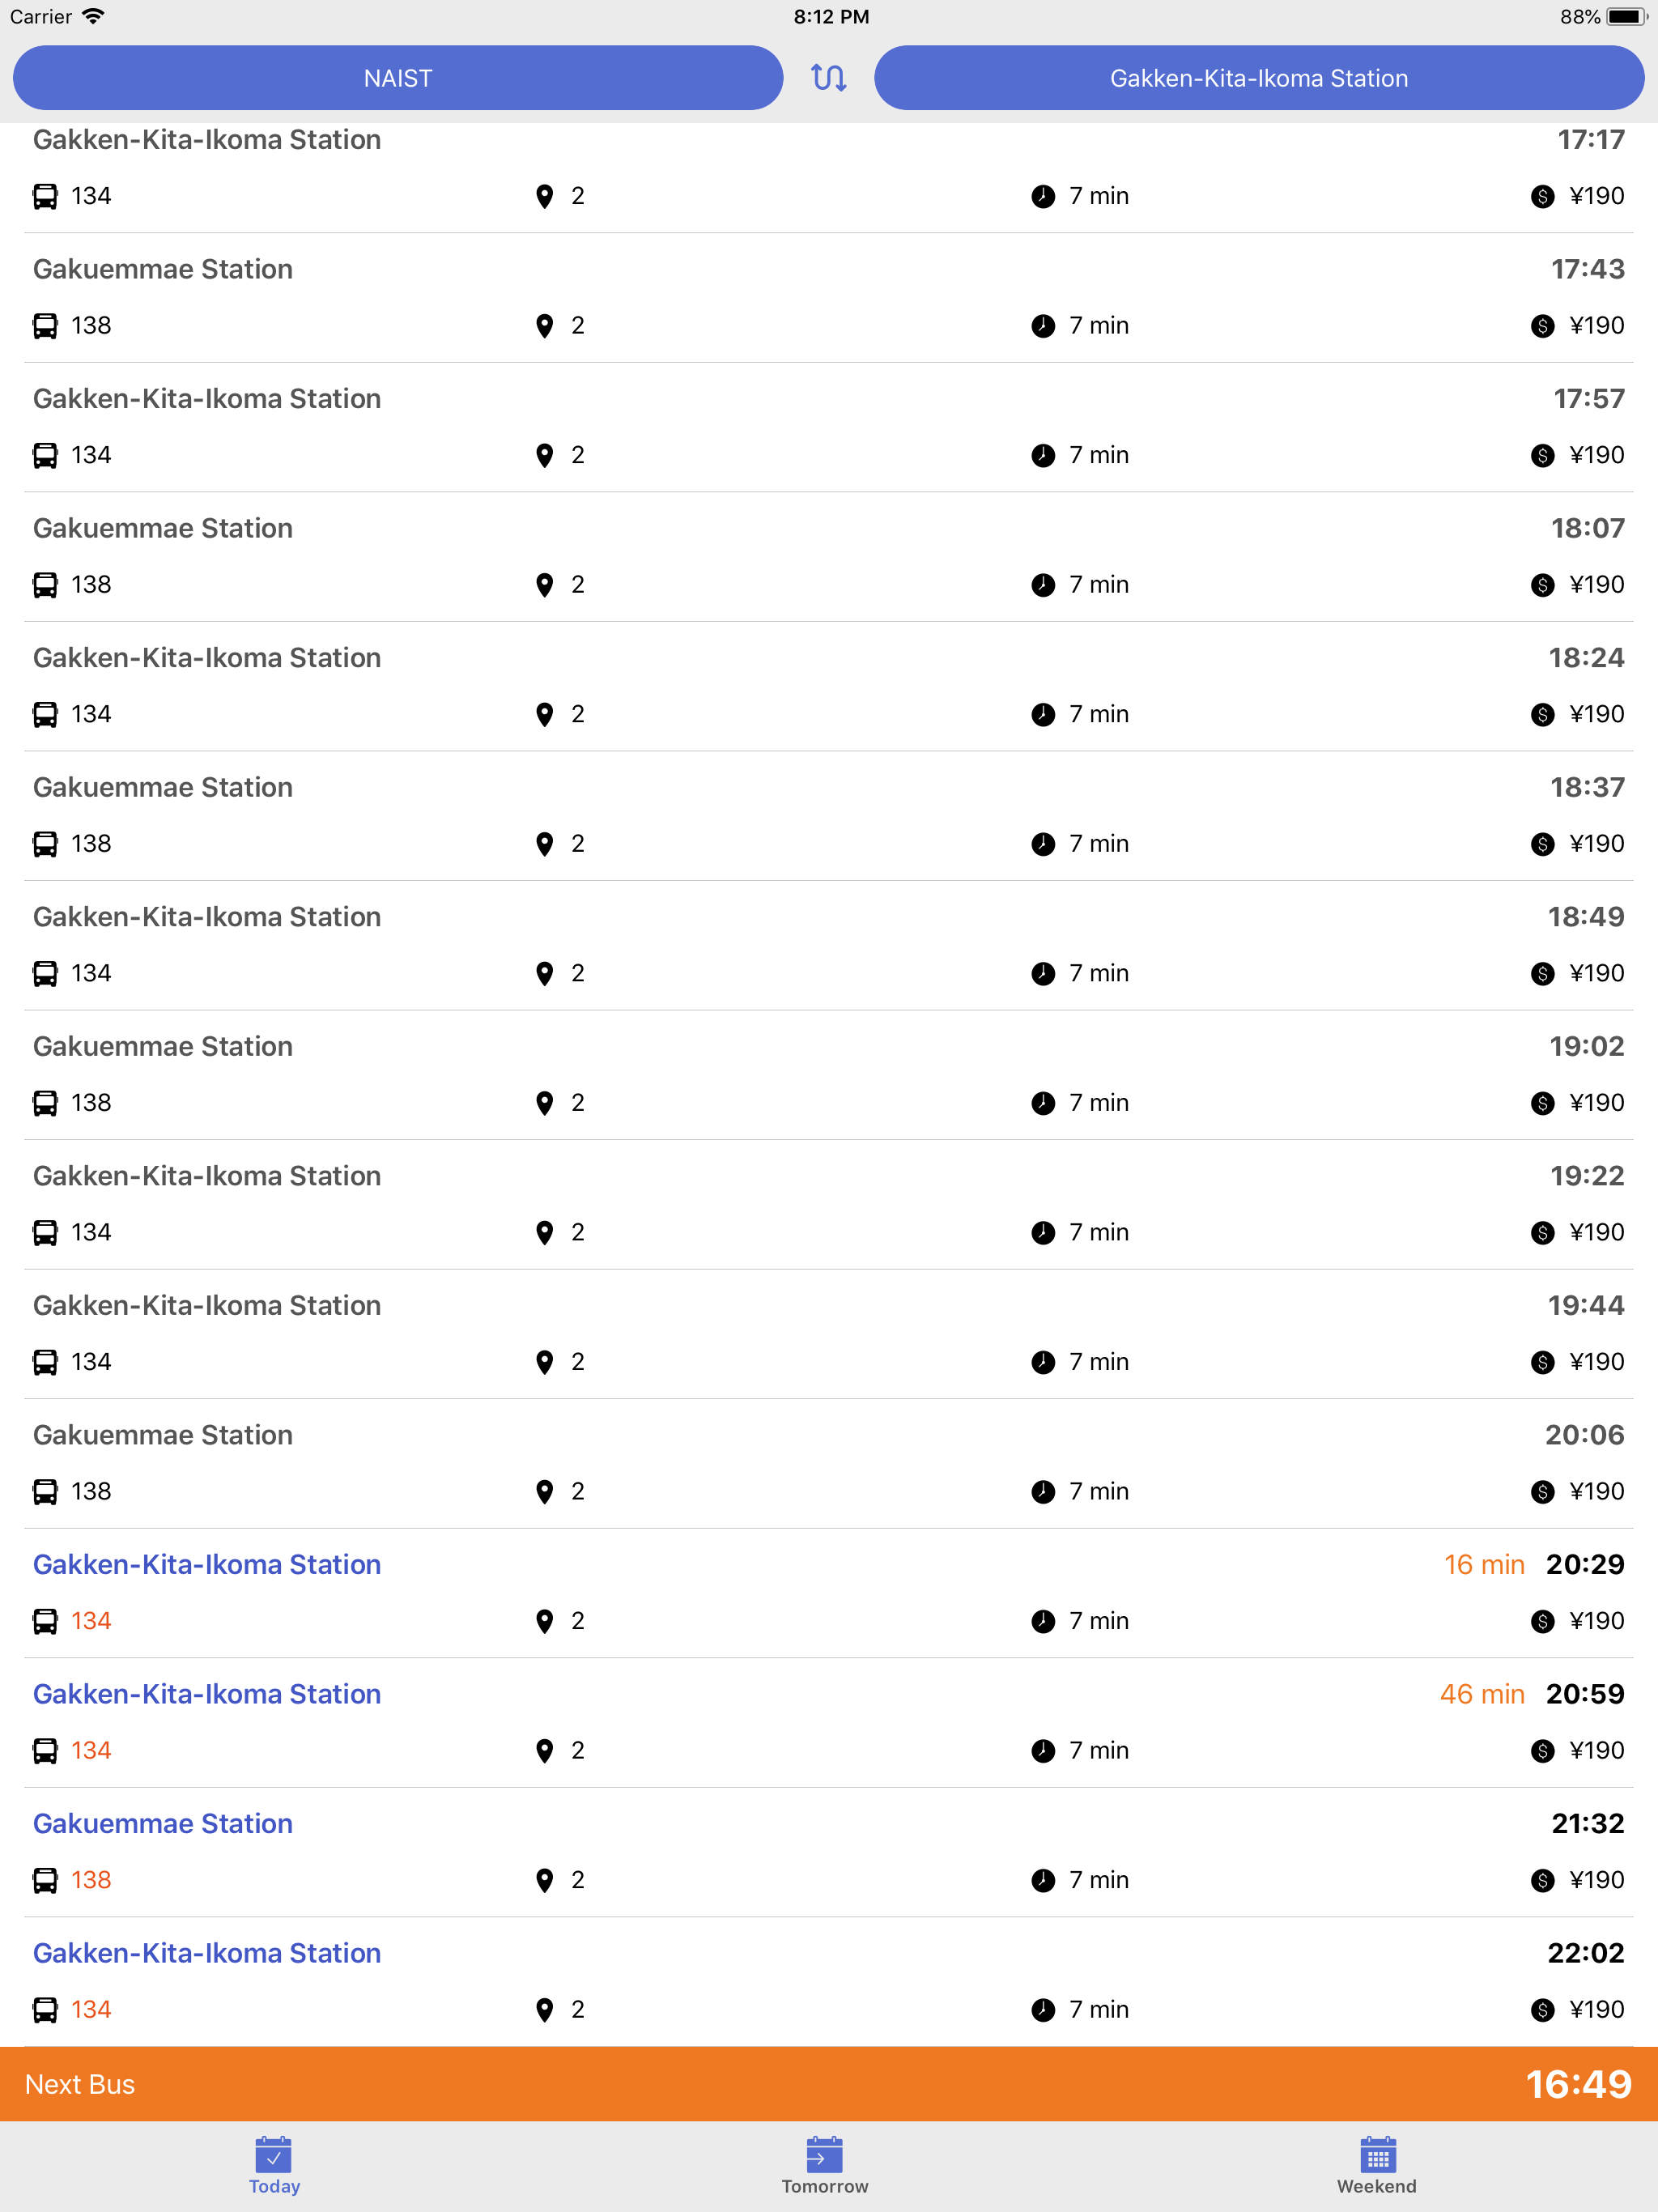 Carrier 8:12 PM 88%
NAIST Gakken-Kita-Ikoma Station
Gakken-Kita-Ikoma Station 17:17
134 2 7 min ¥190
Gakuemmae Station 17:43
138 2 7 min ¥190
Gakken-Kita-Ikoma Station 17:57
134 2 7 min ¥190
Gakuemmae Station 18:07
138 2 7 min ¥190
Gakken-Kita-Ikoma Station 18:24
134 2 7 min ¥190
Gakuemmae Station 18:37
138 2 7 min ¥190
Gakken-Kita-Ikoma Station 18:49
134 2 7 min ¥190
Gakuemmae Station 19:02
138 2 7 min ¥190
Gakken-Kita-Ikoma Station 19:22
134 2 7 min ¥190
Gakken-Kita-Ikoma Station 19:44
134 2 7 min ¥190
Gakuemmae Station 20:06
138 2 7 min ¥190
Gakken-Kita-Ikoma Station 16 min 20:29
134 2 7 min ¥190
Gakken-Kita-Ikoma Station 46 min 20:59
134 2 7 min ¥190
Gakuemmae Station 21:32
138 2 7 min ¥190
Gakken-Kita-Ikoma Station 22:02
134 2 7 min ¥190
Next Bus 16:49
Today Tomorrow Weekend